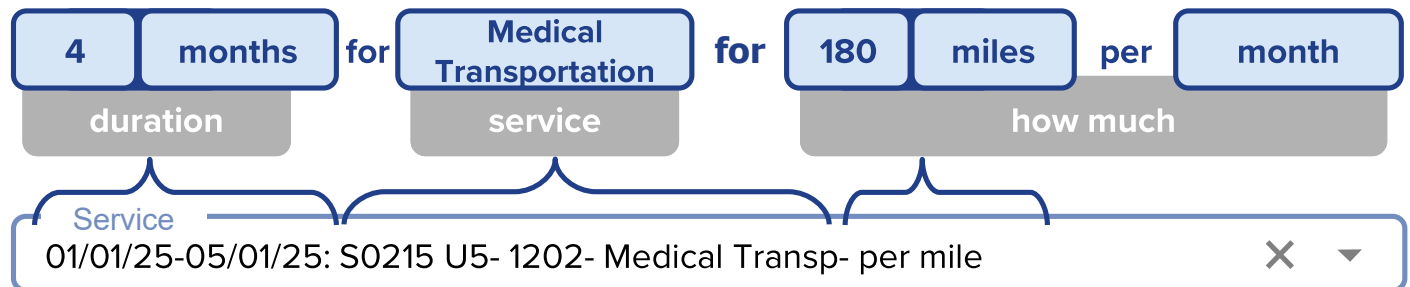 4 months for Medical Transportation for 180 miles per month
duration service how much
Service
01/01/25-05/01/25: S0215 U5- 1202- Medical Transp- per mile